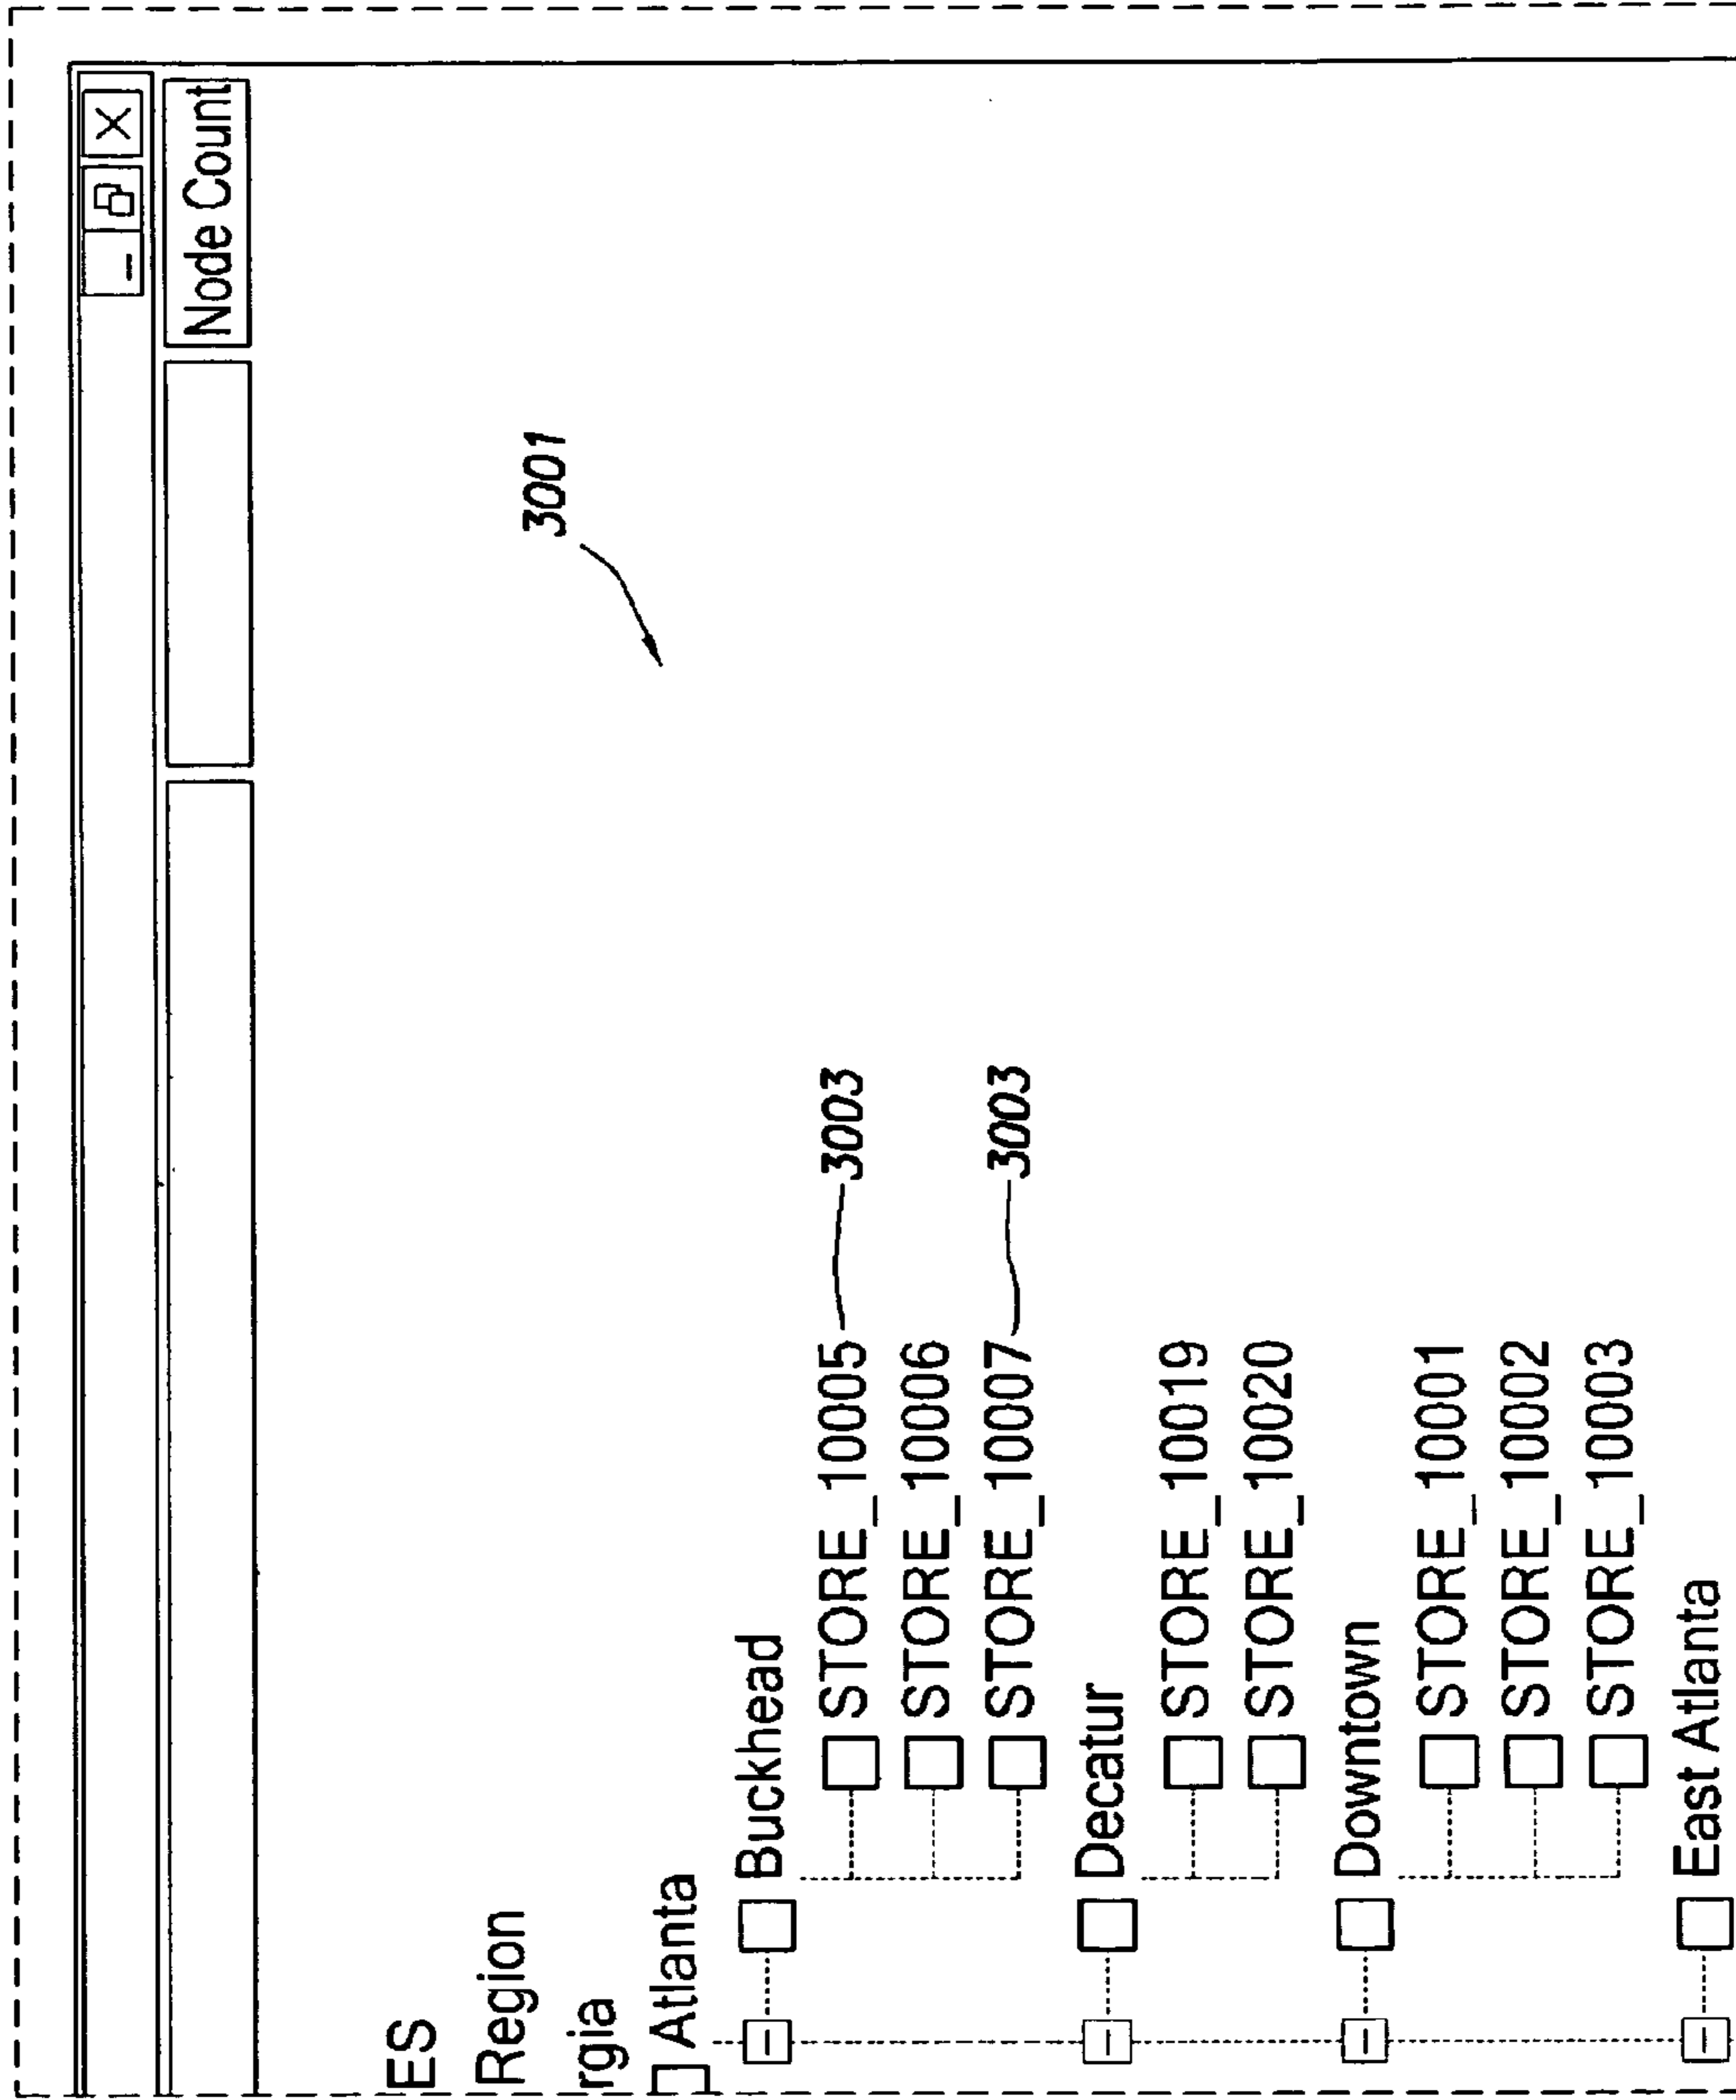 Node Count
3001
ES
Region
rgia
Atlanta
Buckhead
STORE_10005 3003
STORE_10006
STORE_10007 3003
Decatur
STORE_10019
STORE_10020
Downtown
STORE_10001
STORE_10002
STORE_10003
East Atlanta